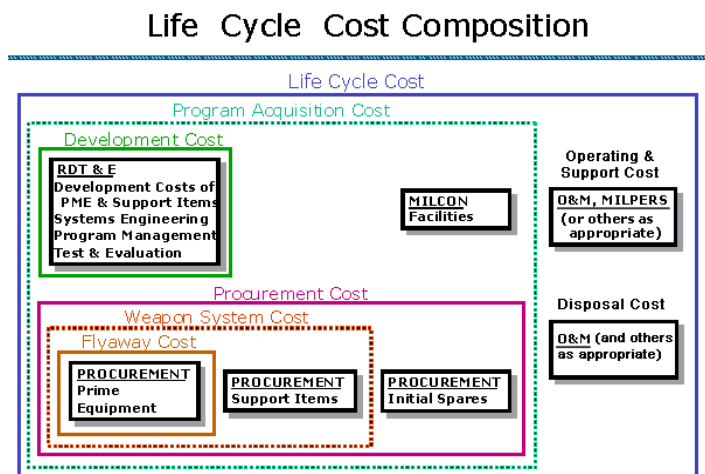 Life Cycle Cost Composition
Life Cycle Cost
Program Acquisition Cost
Development Cost
RDT & E
Development Costs of
PME & Support Items
Systems Engineering
Program Management
Test & Evaluation
MILCON
Facilities
Operating &
Support Cost
O&M, MILPERS
(or others as
appropriate)
Procurement Cost
Weapon System Cost
Flyaway Cost
PROCUREMENT
Prime
Equipment
PROCUREMENT
Support Items
PROCUREMENT
Initial Spares
Disposal Cost
O&M (and others
as appropriate)